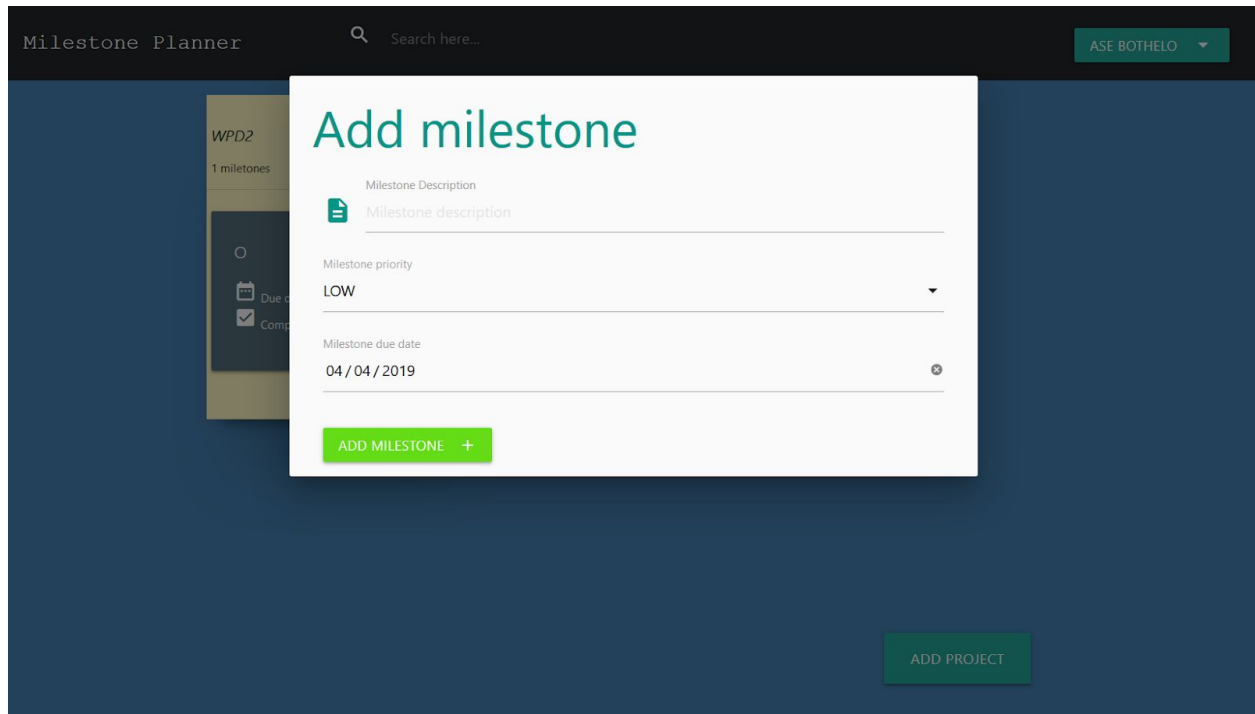 Milestone Planner
Search here...
ASE BOTHELO
WPD2
1 miletones
O
Due
Add milestone
Milestone Description
Milestone description
Milestone priority
LOW
Milestone due date
04/04/2019
ADD MILESTONE +
ADD PROJECT